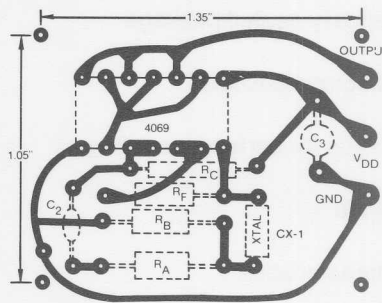 1.35"
OUTPUT
1.05"
4069
C3
VDD
RC
C2
RF
GND
RB
XTAL
CX-1
RA